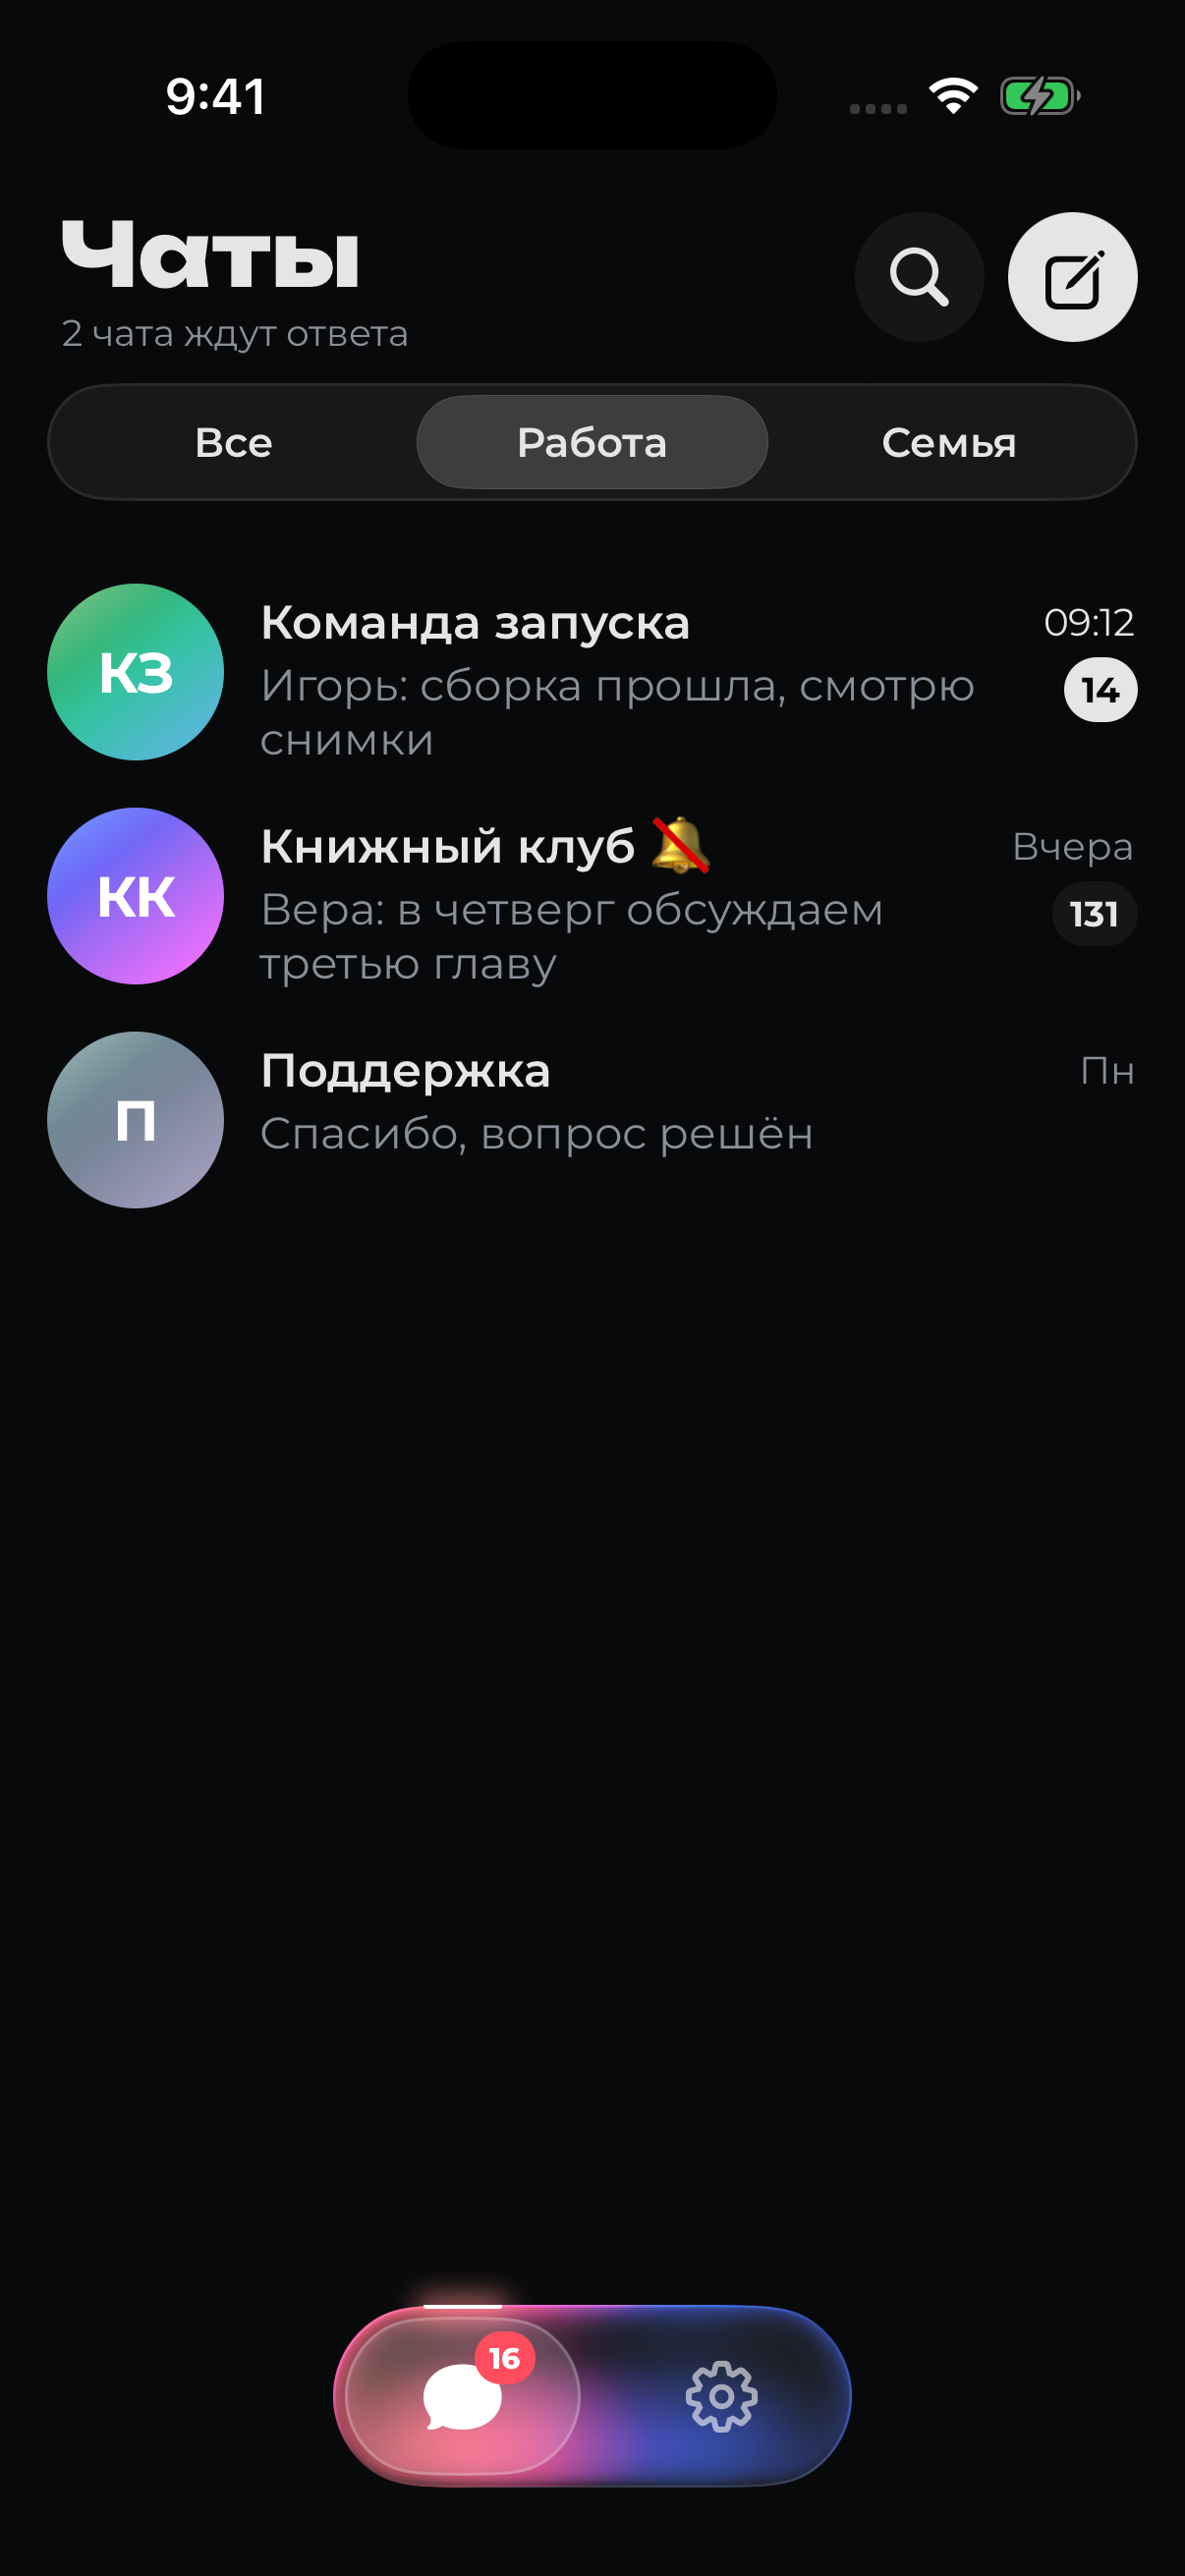 9:41
Чаты
2 чата ждут ответа
Все
Работа
Семья
КЗ
Команда запуска
09:12
Игорь: сборка прошла, смотрю
снимки
14
КК
Книжный клуб
Вчера
Вера: в четверг обсуждаем
третью главу
131
П
Поддержка
Пн
Спасибо, вопрос решён
16